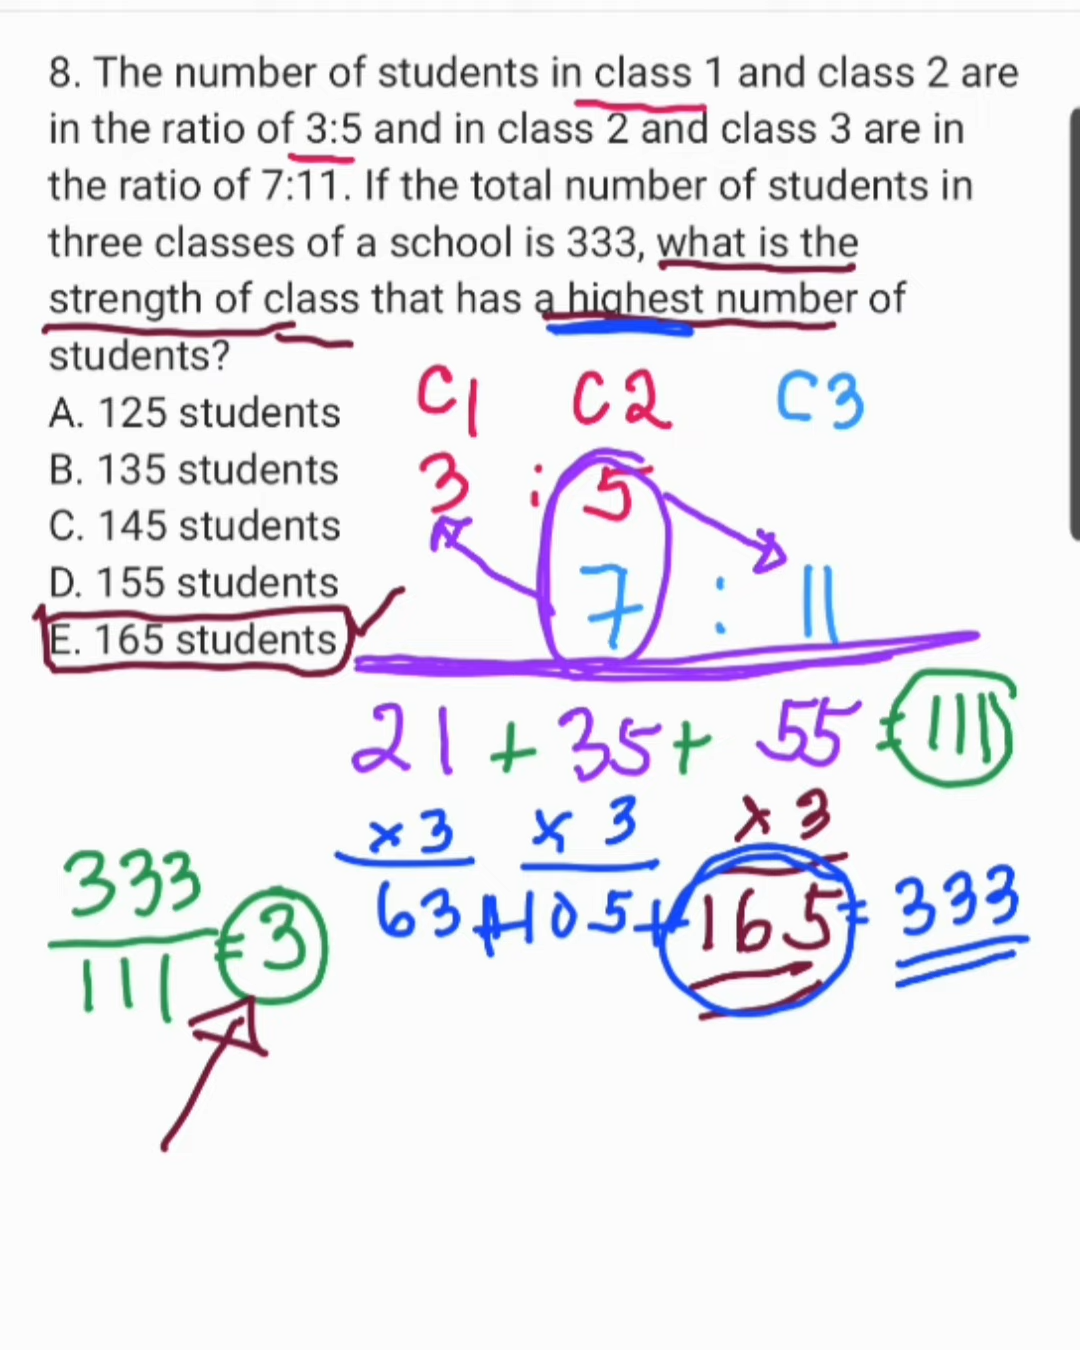 8. The number of students in class 1 and class 2 are
in the ratio of 3:5 and in class 2 and class 3 are in
the ratio of 7:11. If the total number of students in
three classes of a school is 333, what is the
strength of class that has a highest number of
students?
A. 125 students
B. 135 students
C. 145 students
D. 155 students
E. 165 students
C1 C2 C3
3 : 5
7 : 11
21 + 35 + 55 = 111
×3 ×3 ×3
63 + 105 + 165 = 333
333
111
= 3